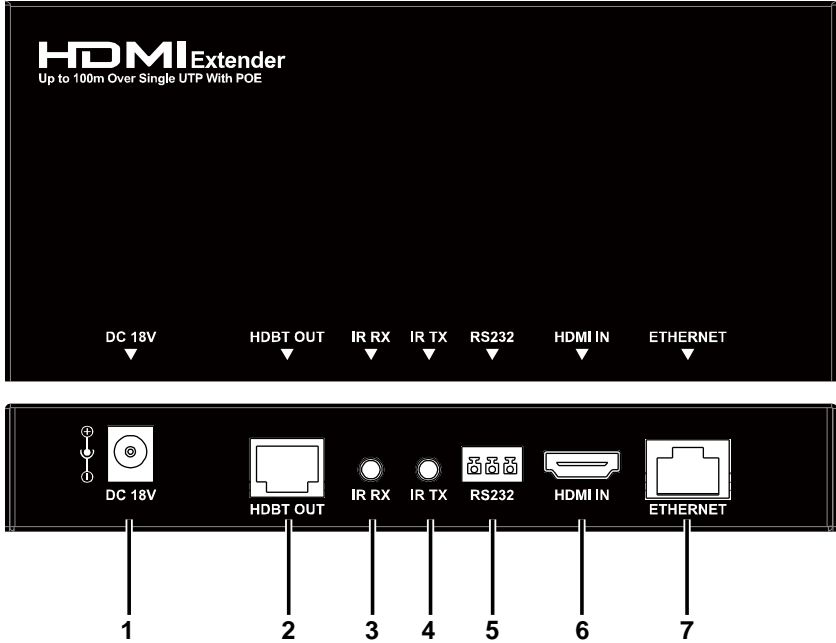 HDMI Extender
Up to 100m Over Single UTP With POE
DC 18V HDBT OUT IR RX IR TX RS232 HDMI IN ETHERNET
DC 18V HDBT OUT IR RX IR TX RS232 HDMI IN ETHERNET
1 2 3 4 5 6 7